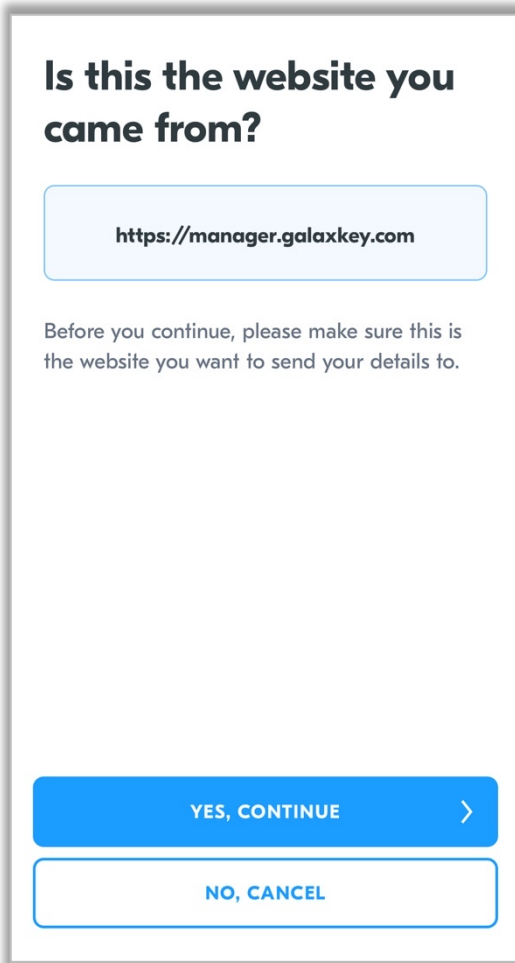 Is this the website you
came from?
https://manager.galaxkey.com
Before you continue, please make sure this is
the website you want to send your details to.
YES, CONTINUE
NO, CANCEL